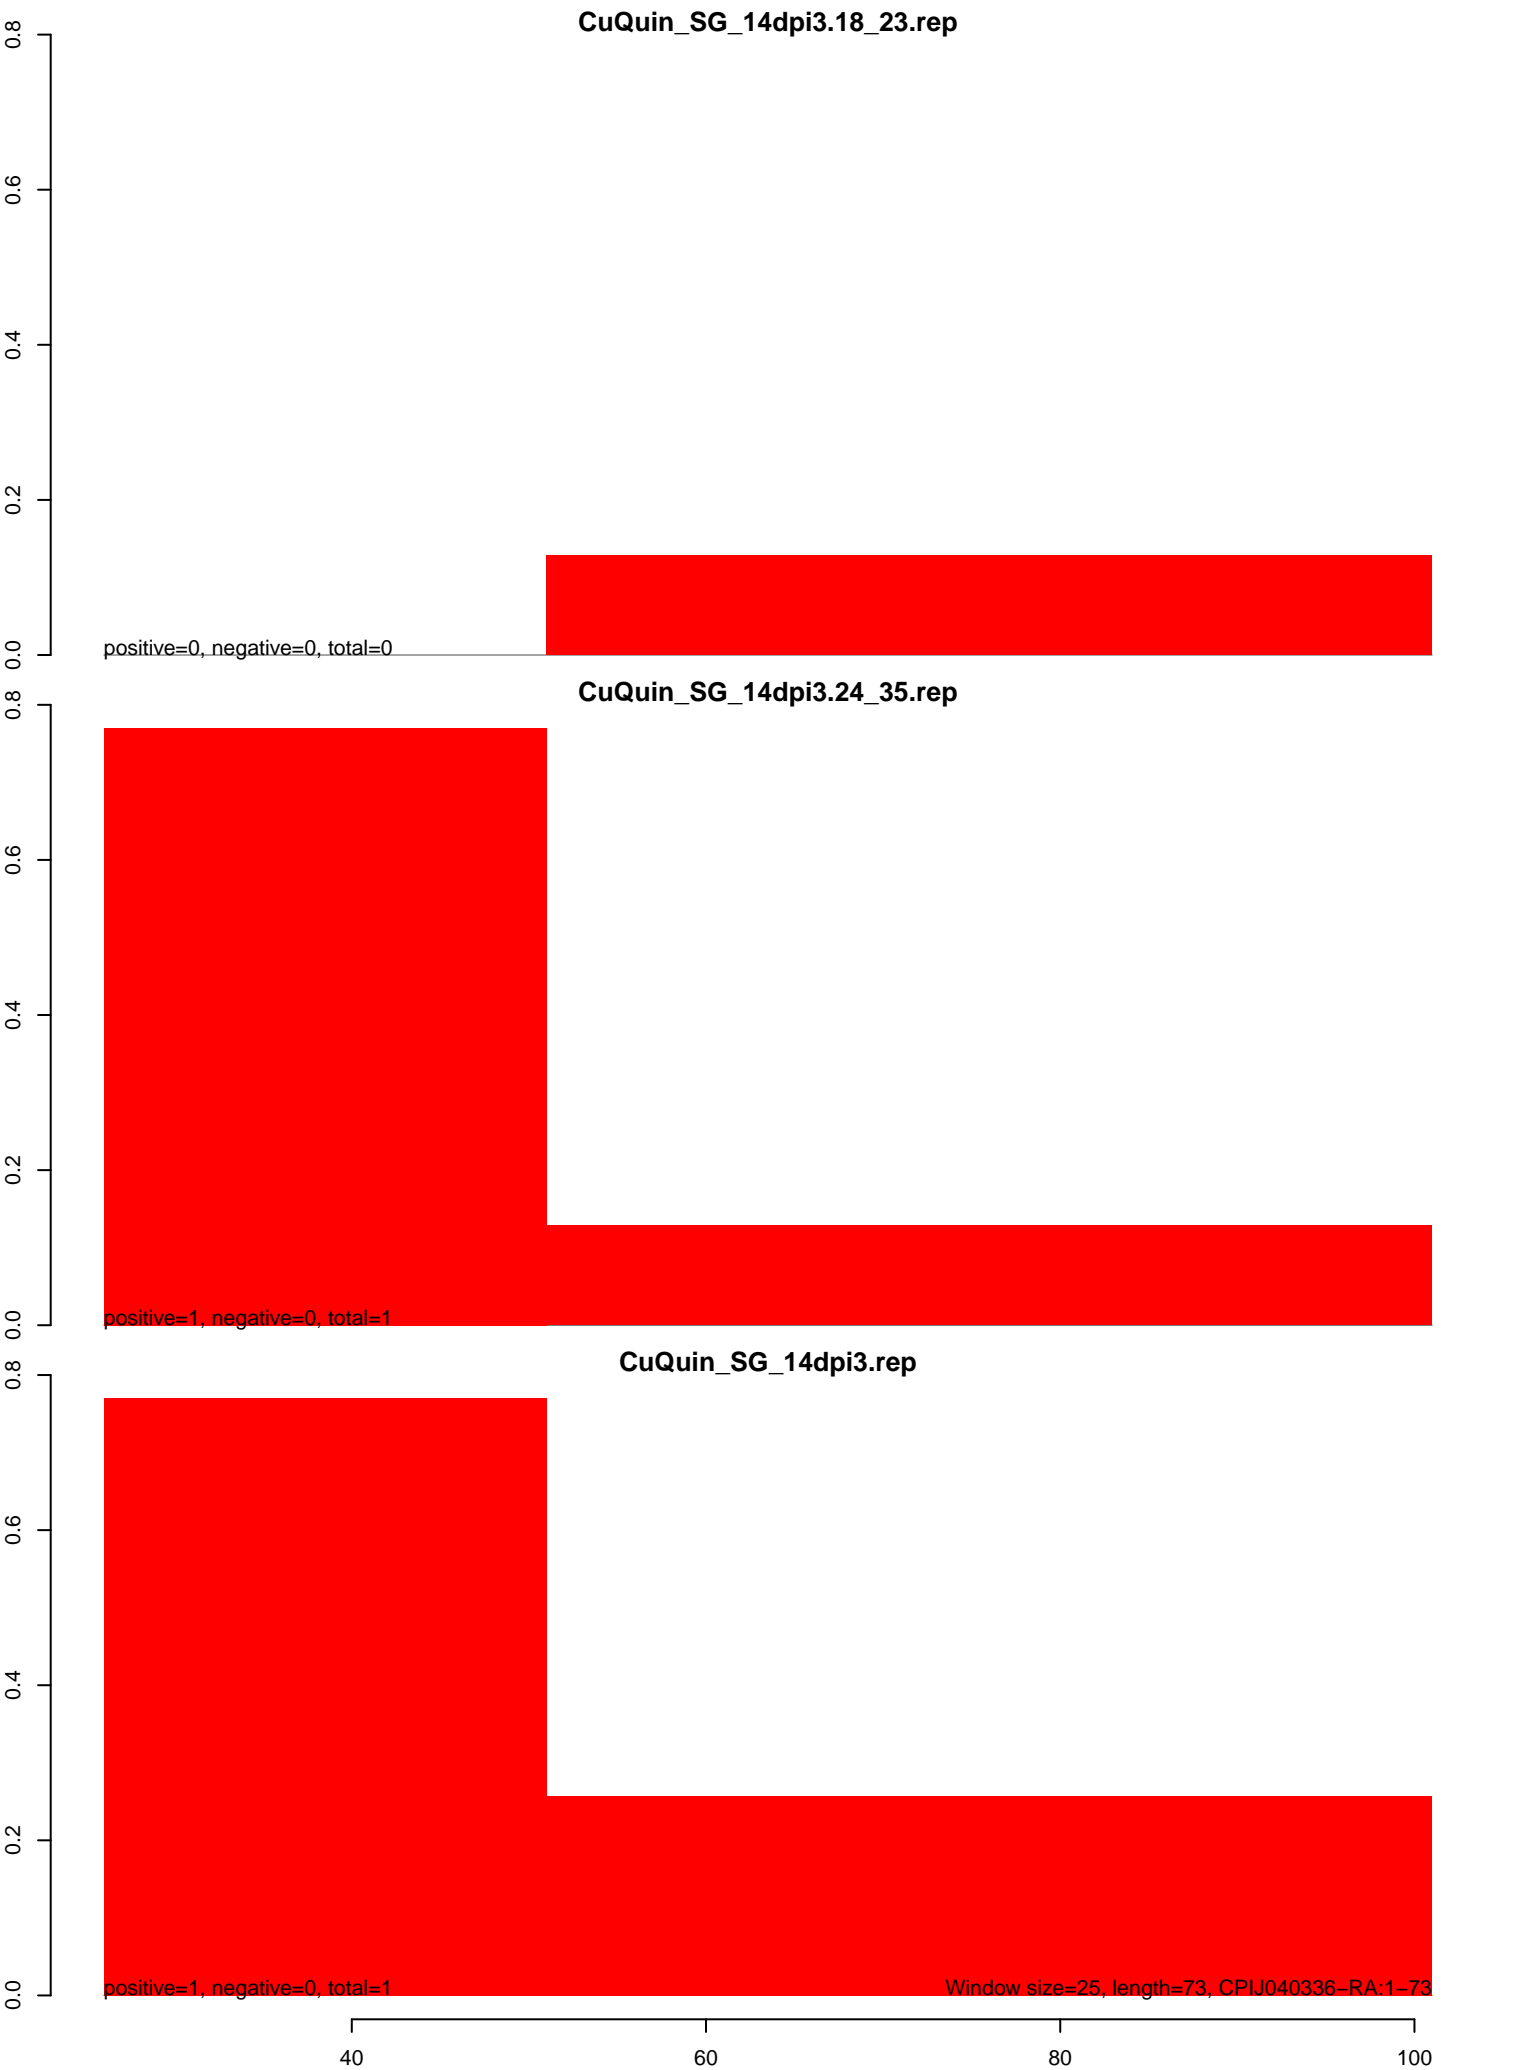 CuQuin_SG_14dpi3.18_23.rep
0.8
0.6
0.4
0.2
0.0
positive=0, negative=0, total=0
CuQuin_SG_14dpi3.24_35.rep
0.8
0.6
0.4
0.2
0.0
positive=1, negative=0, total=1
CuQuin_SG_14dpi3.rep
0.8
0.6
0.4
0.2
0.0
positive=1, negative=0, total=1
Window size=25, length=73, CPIJ040336−RA:1−73
40 60 80 100